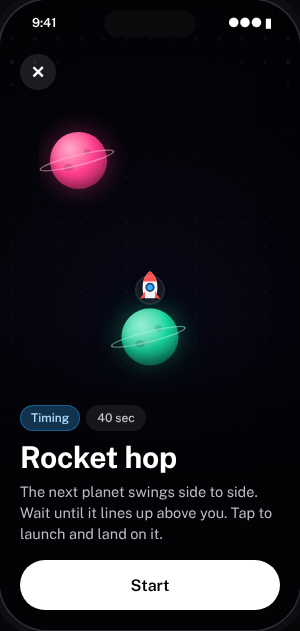 9:41
Timing
40 sec
Rocket hop
The next planet swings side to side.
Wait until it lines up above you. Tap to
launch and land on it.
Start